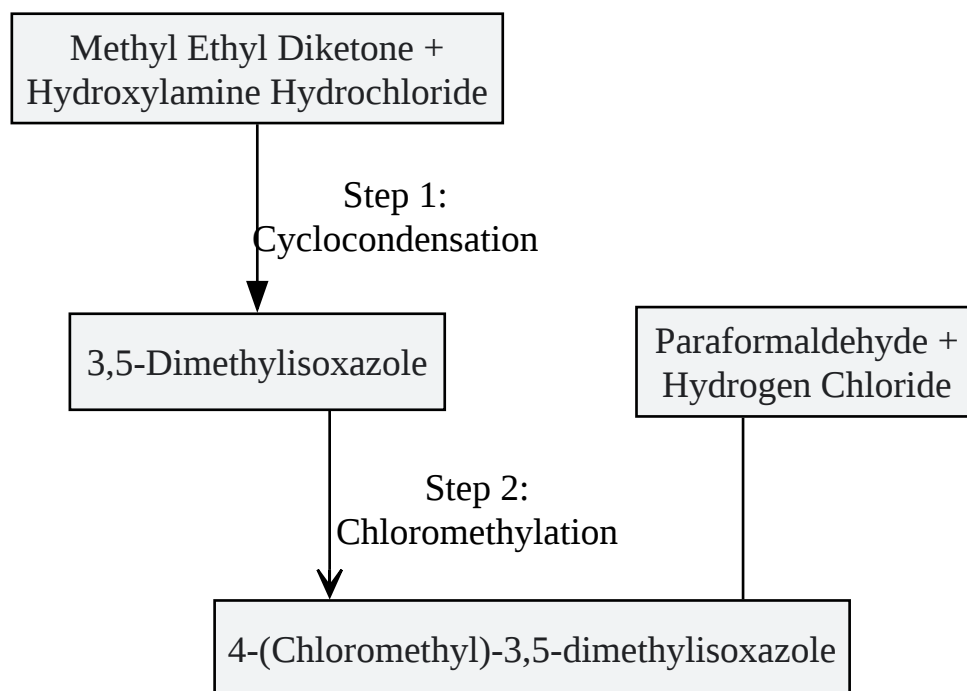 Methyl Ethyl Diketone +
Hydroxylamine Hydrochloride
Step 1:
Cyclocondensation
3,5-Dimethylisoxazole
Paraformaldehyde +
Hydrogen Chloride
Step 2:
Chloromethylation
4-(Chloromethyl)-3,5-dimethylisoxazole